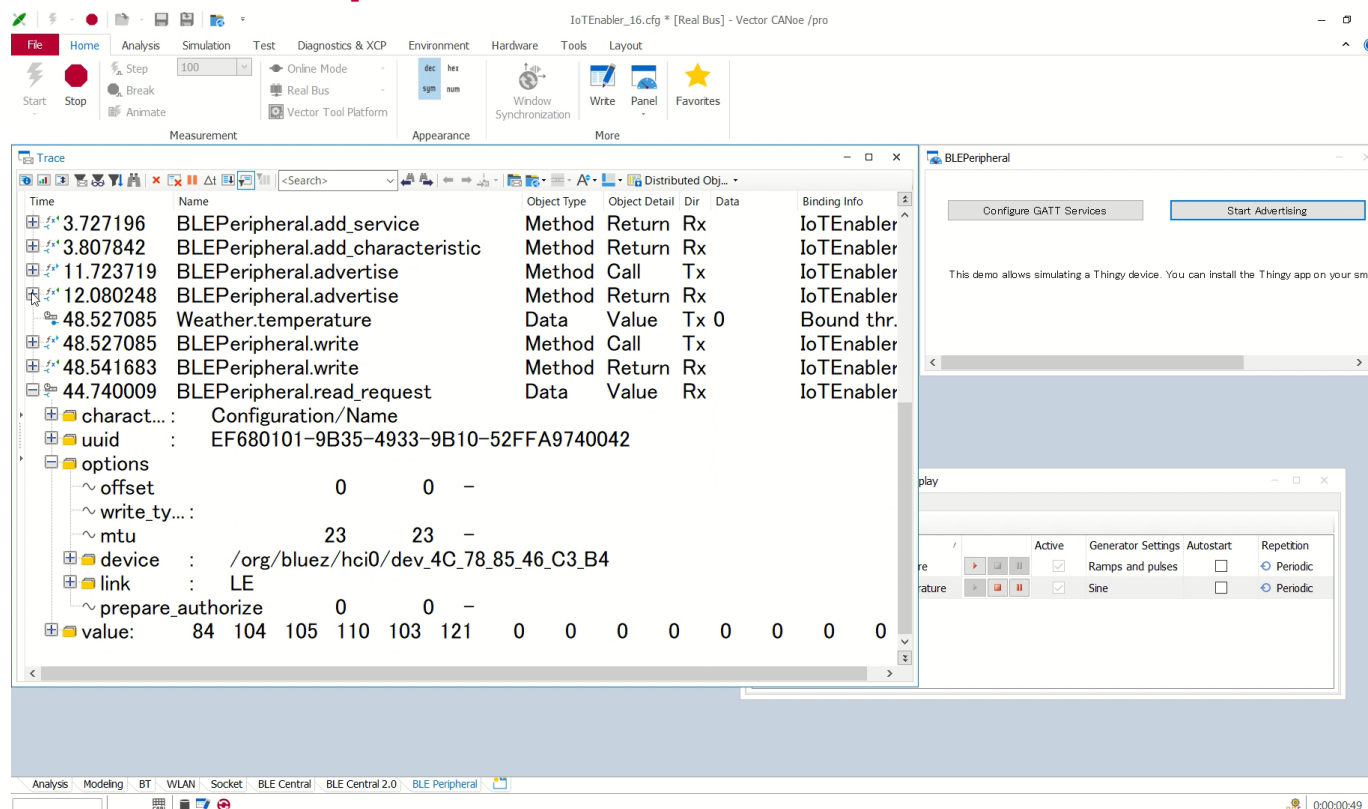 IoTEnabler_16.cfg * [Real Bus] - Vector CANoe /pro
File Home Analysis Simulation Test Diagnostics & XCP Environment Hardware Tools Layout
Start Stop Step 100 Online Mode dec hex Window Synchronization Write Panel Favorites
Break Real Bus sym num
Animate Vector Tool Platform
Measurement Appearance More
Trace
<Search> Distributed Obj...
Time Name Object Type Object Detail Dir Data Binding Info
3.727196 BLEPeripheral.add_service Method Return Rx IoTEnabler
3.807842 BLEPeripheral.add_characteristic Method Return Rx IoTEnabler
11.723719 BLEPeripheral.advertise Method Call Tx IoTEnabler
12.080248 BLEPeripheral.advertise Method Return Rx IoTEnabler
48.527085 Weather.temperature Data Value Tx 0 Bound thr.
48.527085 BLEPeripheral.write Method Call Tx IoTEnabler
48.541683 BLEPeripheral.write Method Return Rx IoTEnabler
44.740009 BLEPeripheral.read_request Data Value Rx IoTEnabler
charact... : Configuration/Name
uuid : EF680101-9B35-4933-9B10-52FFA9740042
options
offset 0 0 -
write_ty... :
mtu 23 23 -
device : /org/bluez/hci0/dev_4C_78_85_46_C3_B4
link : LE
prepare_authorize 0 0 -
value: 84 104 105 110 103 121 0 0 0 0 0 0 0 0
BLEPeripheral
Configure GATT Services Start Advertising
This demo allows simulating a Thingy device. You can install the Thingy app on your sm
play
Active Generator Settings Autostart Repetition
re Ramps and pulses Periodic
rature Sine Periodic
Analysis Modeling BT WLAN Socket BLE Central BLE Central 2.0 BLE Peripheral
0:00:00:49